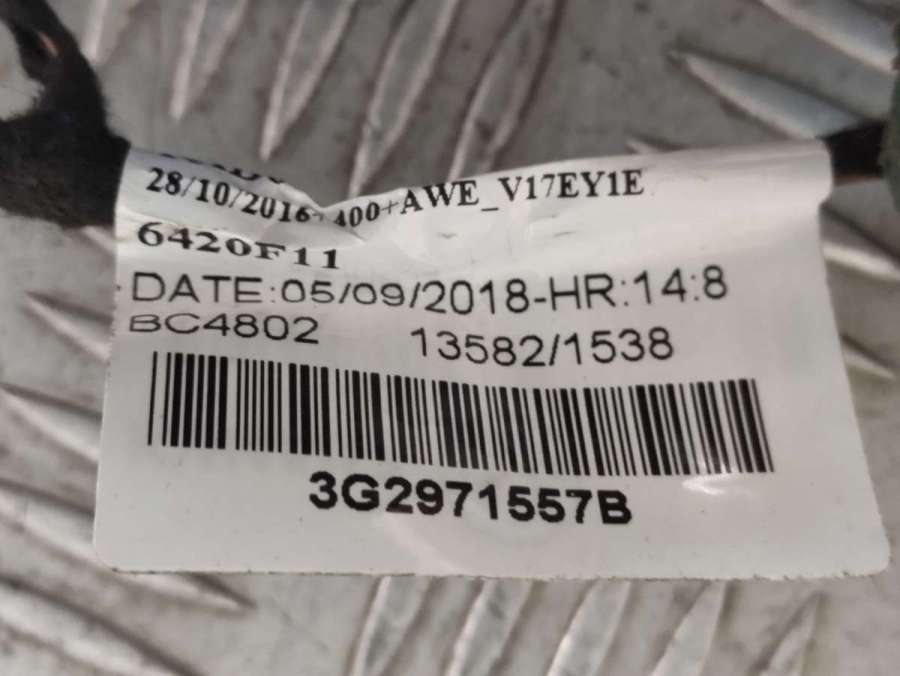 28/10/2016 400+AWE_V17EY1E
6420F11
DATE:05/09/2018-HR:14:8
BC4802 13582/1538
3G2971557B